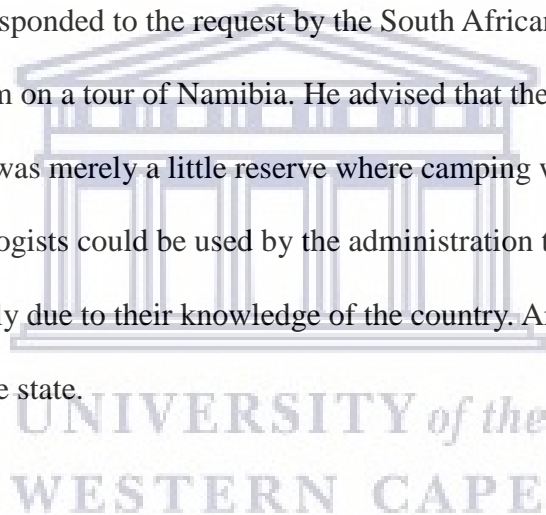 sponded to the request by the South African
on a tour of Namibia. He advised that the
was merely a little reserve where camping w
ogists could be used by the administration t
ly due to their knowledge of the country. A
e state.
UNIVERSITY of the
WESTERN CAPE